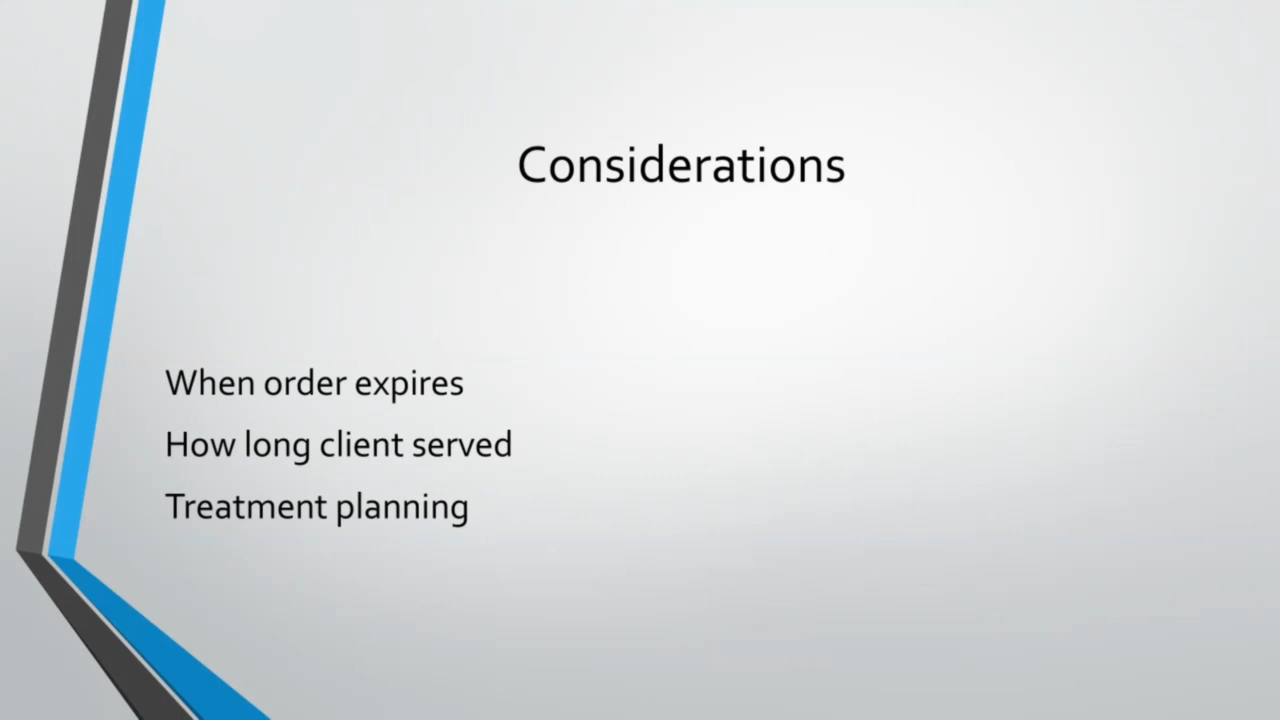 Considerations
When order expires
How long client served
Treatment planning